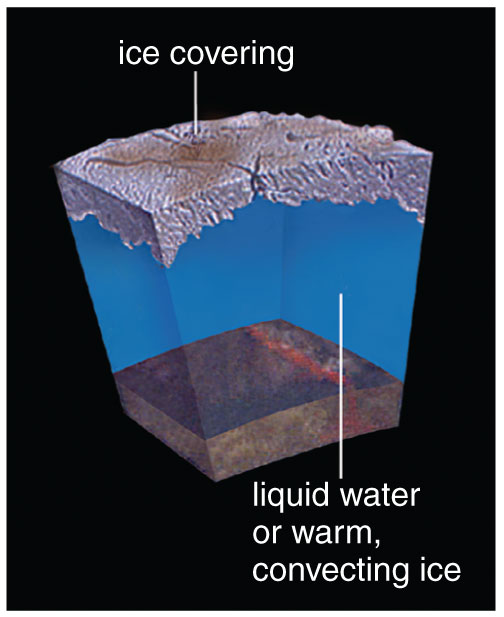 ice covering
liquid water
or warm,
convecting ice